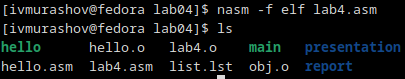 [ivmurashov@fedora lab04]$ nasm -f elf lab4.asm
[ivmurashov@fedora lab04]$ ls
hello hello.o lab4.o main presentation
hello.asm lab4.asm list.lst obj.o report